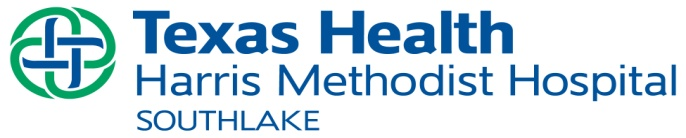 Texas Health
Harris Methodist Hospital
SOUTHLAKE